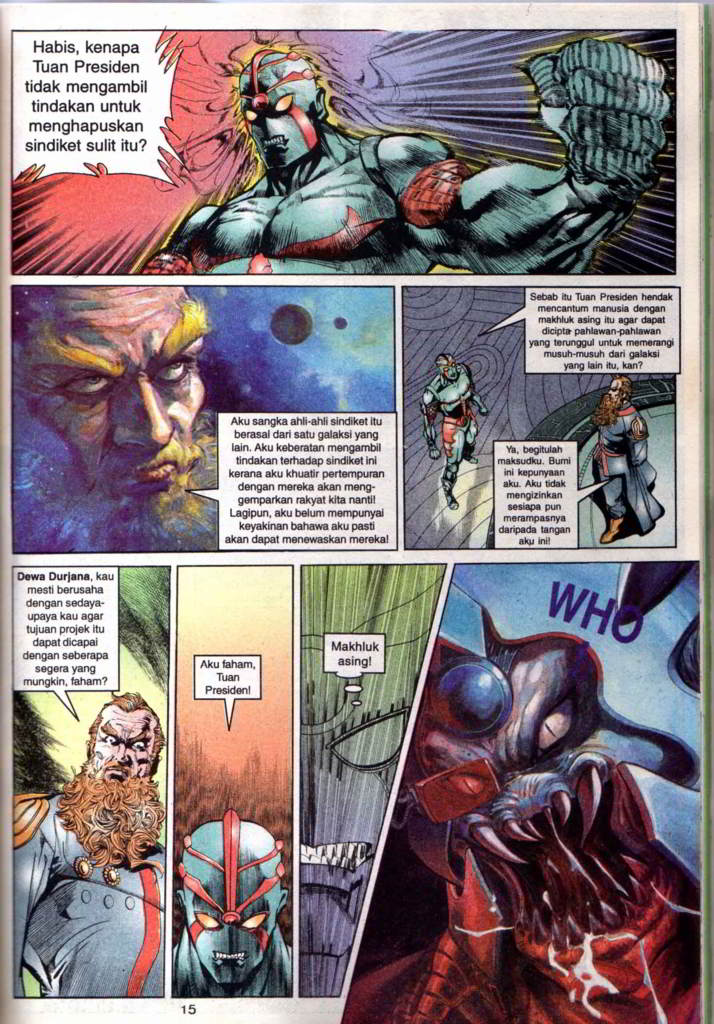 Habis, kenapa
Tuan Presiden
tidak mengambil
tindakan untuk
menghapuskan
sindiket sulit itu?
Aku sangka ahli-ahli sindiket itu
berasal dari satu galaksi yang
lain. Aku keberatan mengambil
tindakan terhadap sindiket ini
kerana aku khuatir pertempuran
dengan mereka akan meng-
gemparkan rakyat kita nanti!
Lagipun, aku belum mempunyai
keyakinan bahawa aku pasti
akan dapat menewaskan mereka!
Sebab itu Tuan Presiden hendak
mencantum manusia dengan
makhluk asing itu agar dapat
dicipta pahlawan-pahlawan
yang terunggul untuk memerangi
musuh-musuh dari galaksi
yang lain itu, kan?
Ya, begitulah
maksudku. Bumi
ini kepunyaan
aku. Aku tidak
mengizinkan
sesiapa pun
merampasnya
daripada tangan
aku ini!
Dewa Durjana, kau
mesti berusaha
dengan sedaya-
upaya kau agar
tujuan projek itu
dapat dicapai
dengan seberapa
segera yang
mungkin, faham?
Aku faham,
Tuan
Presiden!
Makhluk
asing!
WHO
15